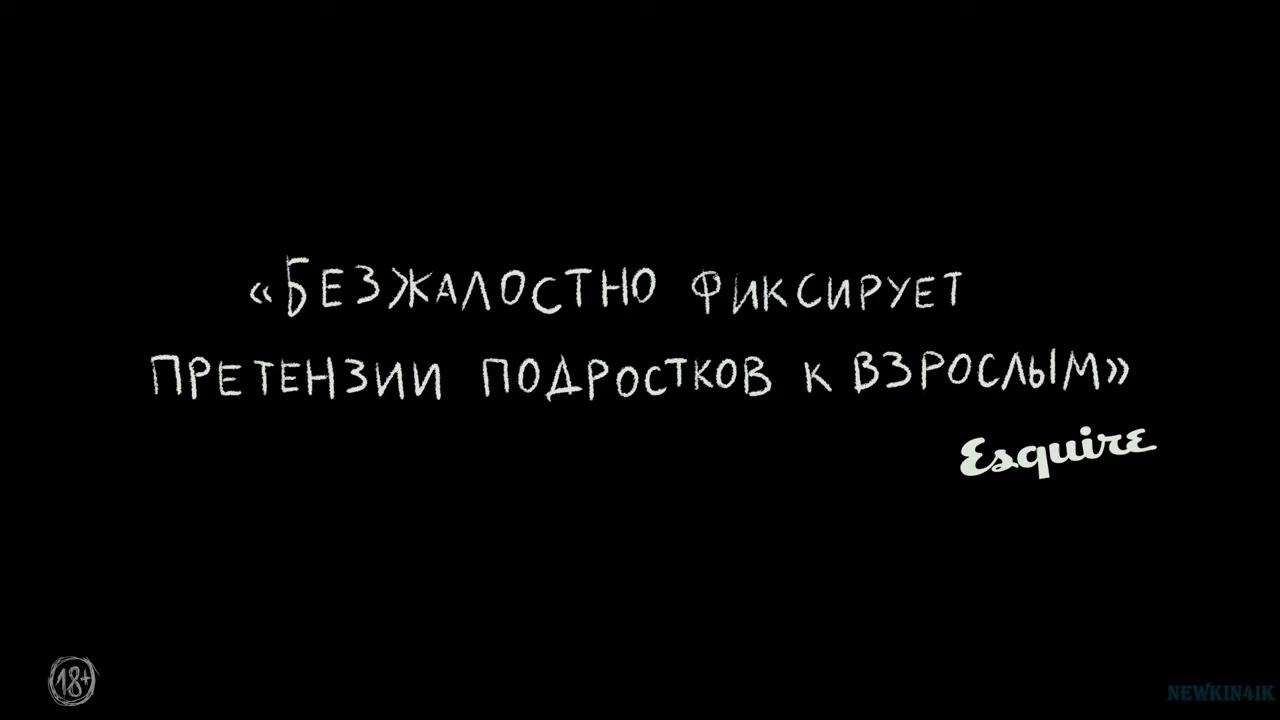 «БЕЗЖАЛОСТНО ФИКСИРУЕТ
ПРЕТЕНЗИИ ПОДРОСТКОВ К ВЗРОСЛЫМ»
Esquire
18+
NEWKIN4IK